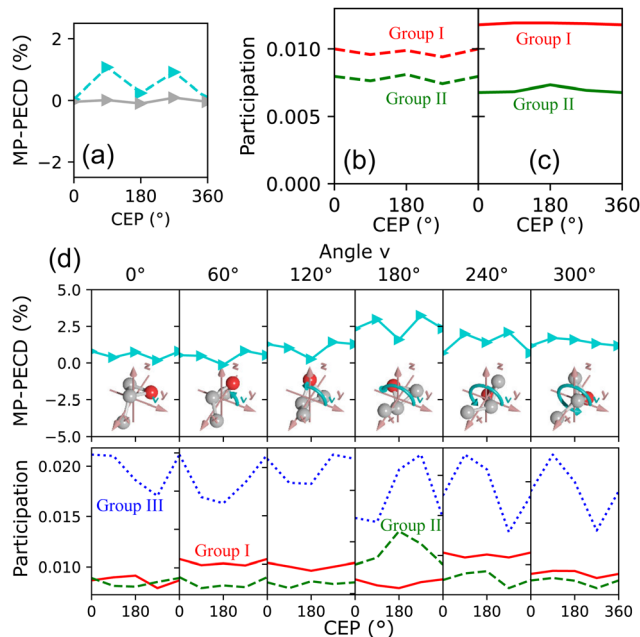 MP-PECD (%)
2
0
−2
(a)
0
180
360
CEP (°)
Participation
0.010
0.005
0.000
Group I
Group II
(b)
Group I
Group II
(c)
0
180
360
CEP (°)
(d)
Angle v
0° 60° 120° 180° 240° 300°
MP-PECD (%)
5.0
2.5
0.0
−2.5
−5.0
z y x v
z y v
z y v
z y v
z y x v
z y x v
Participation
0.020
0.015
0.010
Group III
Group I
Group II
0 180 0 180 0 180 0 180 0 180 0 180 360
CEP (°) CEP (°) CEP (°)